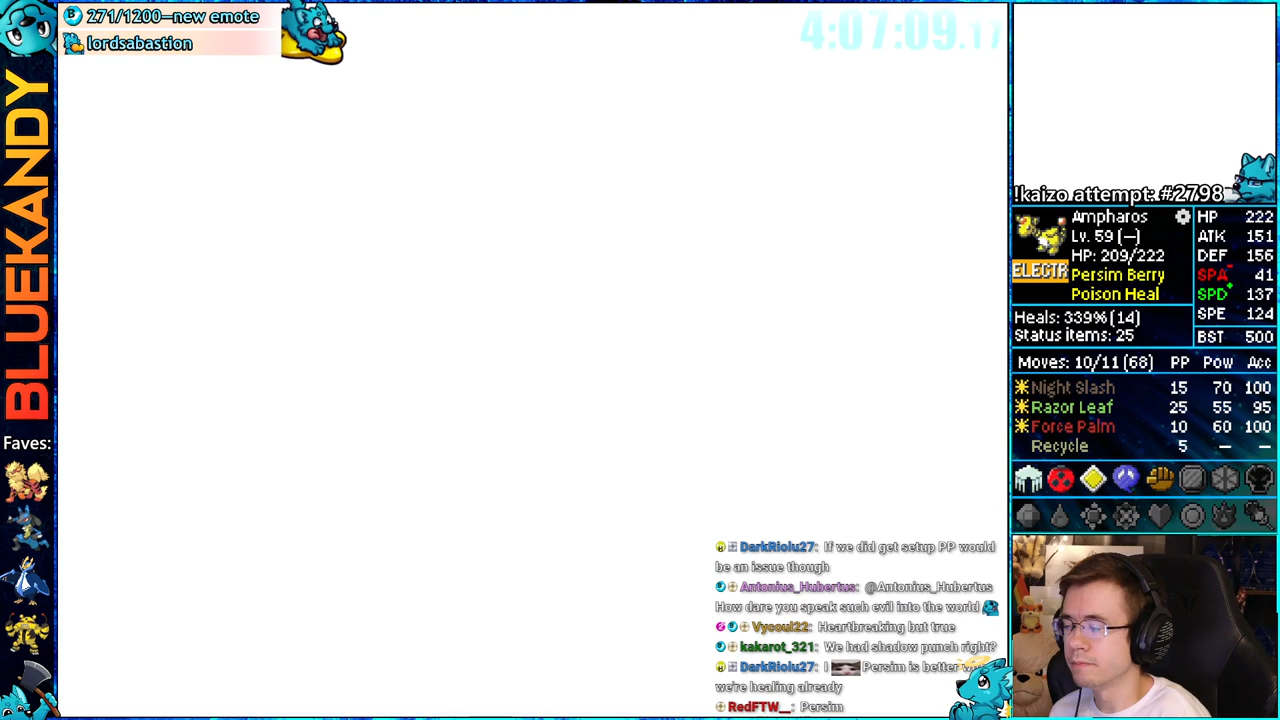 271/1200—new emote
lordsabastion
4:07:09.17
BLUEKANDY
Faves:
!kaizo attempt: #2798
Ampharos
Lv. 59 (—)
HP: 209/222
Persim Berry
Poison Heal
ELECTR
HP 222
ATK 151
DEF 156
SPA 41
SPD 137
SPE 124
BST 500
Heals: 339% (14)
Status items: 25
Moves: 10/11 (68) PP Pow Acc
Night Slash 15 70 100
Razor Leaf 25 55 95
Force Palm 10 60 100
Recycle 5 — —
DarkRiolu27: If we did get setup PP would
be an issue though
Antonius_Hubertus: @Antonius_Hubertus
How dare you speak such evil into the world
Vycoul22: Heartbreaking but true
kakarot_321: We had shadow punch right?
DarkRiolu27: I Persim is better
we're healing already
RedFTW__: Persim